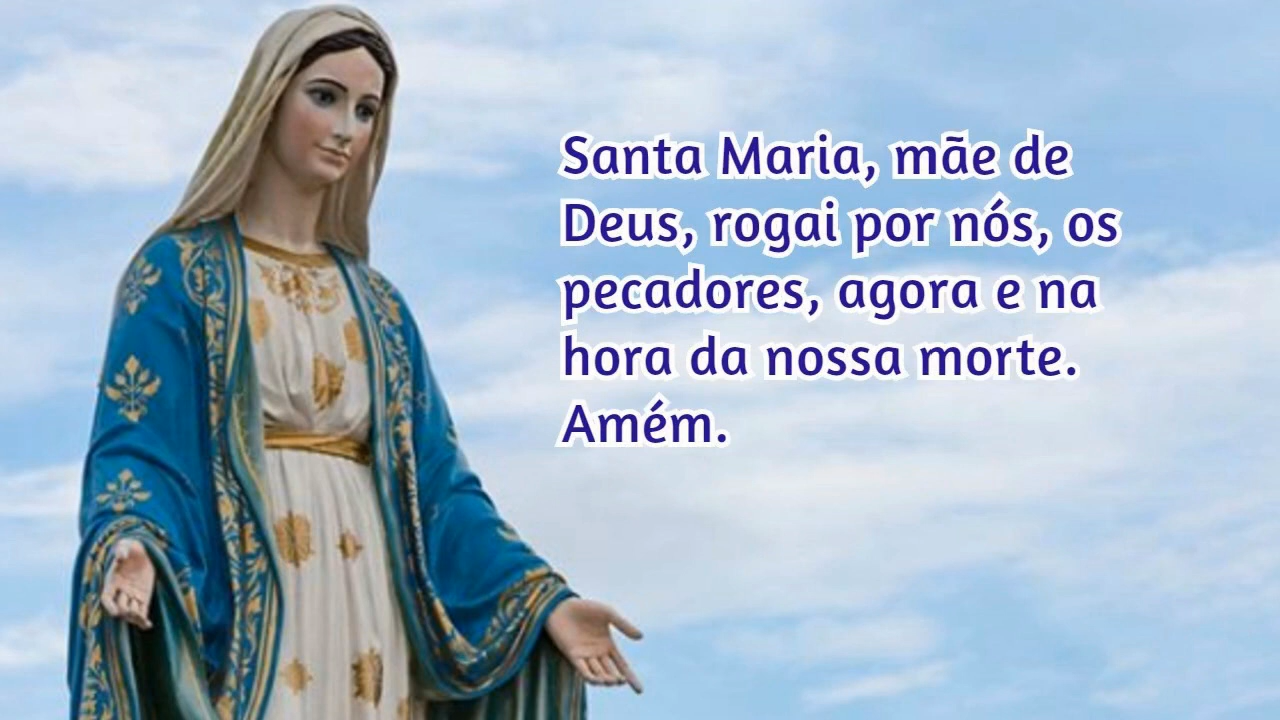 Santa Maria, mãe de
Deus, rogai por nós, os
pecadores, agora e na
hora da nossa morte.
Amém.